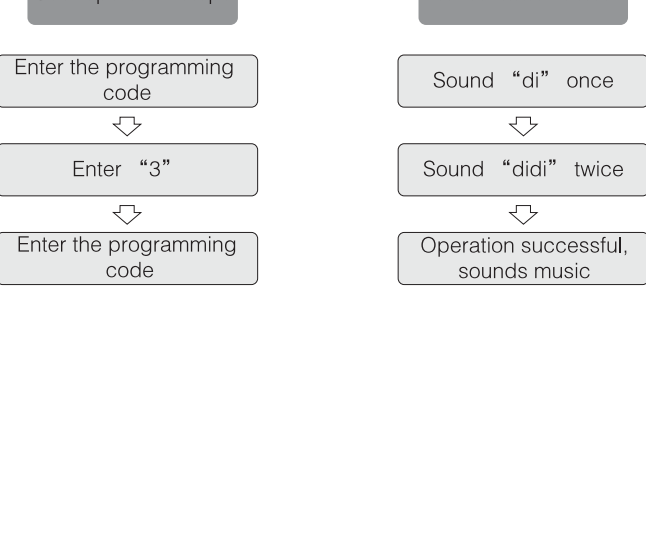 Enter the programming
code
Enter “3”
Enter the programming
code
Sound “di” once
Sound “didi” twice
Operation successful,
sounds music